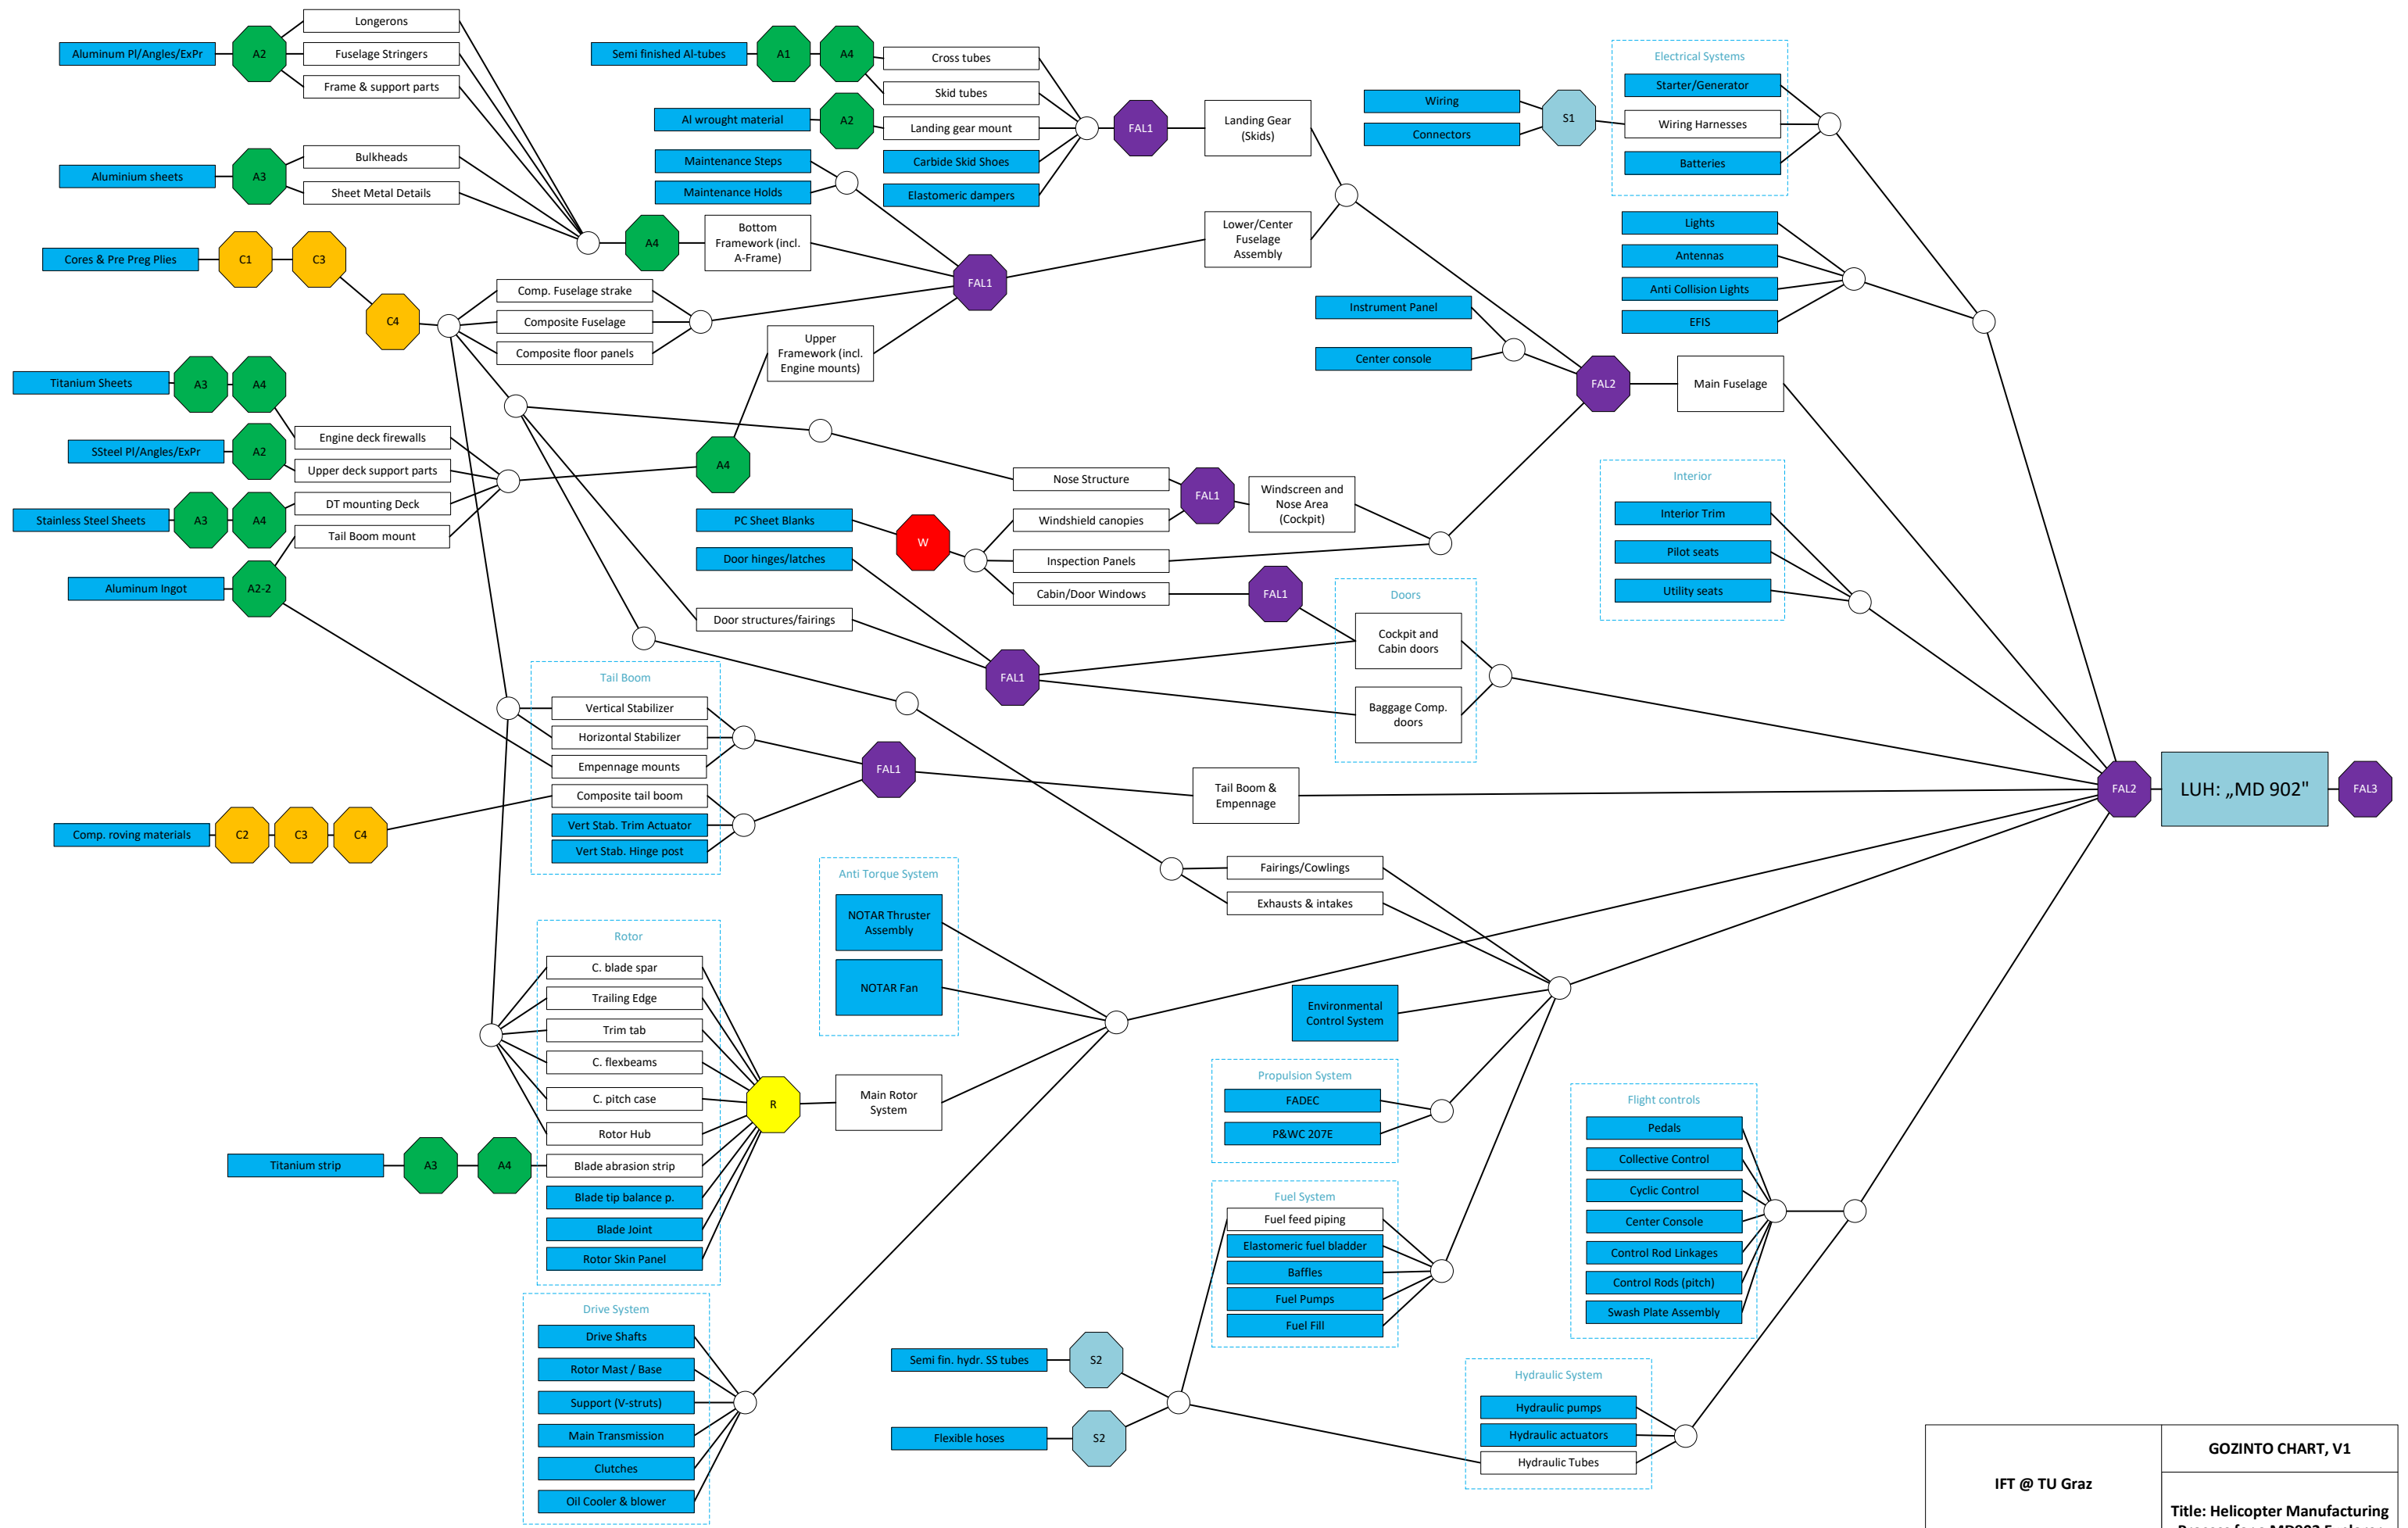 Longerons
Aluminum Pl/Angles/ExPr
A2
Fuselage Stringers
Frame & support parts
Bulkheads
Aluminium sheets
A3
Sheet Metal Details
Cores & Pre Preg Plies
C1
C3
C4
A4
Bottom
Framework (incl.
A-Frame)
Comp. Fuselage strake
Composite Fuselage
Composite floor panels
Semi finished Al-tubes
A1
A4
Cross tubes
Skid tubes
Al wrought material
A2
Landing gear mount
Maintenance Steps
Carbide Skid Shoes
Maintenance Holds
Elastomeric dampers
FAL1
Landing Gear
(Skids)
FAL1
Lower/Center
Fuselage
Assembly
Upper
Framework (incl.
Engine mounts)
Wiring
Connectors
S1
Electrical Systems
Starter/Generator
Wiring Harnesses
Batteries
Lights
Antennas
Anti Collision Lights
EFIS
Instrument Panel
Center console
FAL2
Main Fuselage
Titanium Sheets
A3
A4
Engine deck firewalls
SSteel Pl/Angles/ExPr
A2
Upper deck support parts
Stainless Steel Sheets
A3
A4
DT mounting Deck
Tail Boom mount
Aluminum Ingot
A2-2
A4
Nose Structure
FAL1
Windscreen and
Nose Area
(Cockpit)
PC Sheet Blanks
W
Windshield canopies
Door hinges/latches
Inspection Panels
Cabin/Door Windows
FAL1
Door structures/fairings
FAL1
Doors
Cockpit and
Cabin doors
Baggage Comp.
doors
Interior
Interior Trim
Pilot seats
Utility seats
Tail Boom
Vertical Stabilizer
Horizontal Stabilizer
Empennage mounts
Composite tail boom
Vert Stab. Trim Actuator
Vert Stab. Hinge post
Comp. roving materials
C2
C3
C4
FAL1
Tail Boom &
Empennage
FAL2
LUH: „MD 902"
FAL3
Anti Torque System
NOTAR Thruster
Assembly
NOTAR Fan
Fairings/Cowlings
Exhausts & intakes
Environmental
Control System
Rotor
C. blade spar
Trailing Edge
Trim tab
C. flexbeams
C. pitch case
Rotor Hub
Titanium strip
A3
A4
Blade abrasion strip
Blade tip balance p.
Blade Joint
Rotor Skin Panel
R
Main Rotor
System
Propulsion System
FADEC
P&WC 207E
Fuel System
Fuel feed piping
Elastomeric fuel bladder
Baffles
Fuel Pumps
Fuel Fill
Flight controls
Pedals
Collective Control
Cyclic Control
Center Console
Control Rod Linkages
Control Rods (pitch)
Swash Plate Assembly
Drive System
Drive Shafts
Rotor Mast / Base
Support (V-struts)
Main Transmission
Clutches
Oil Cooler & blower
Semi fin. hydr. SS tubes
S2
Flexible hoses
S2
Hydraulic System
Hydraulic pumps
Hydraulic actuators
Hydraulic Tubes
IFT @ TU Graz
GOZINTO CHART, V1
Title: Helicopter Manufacturing